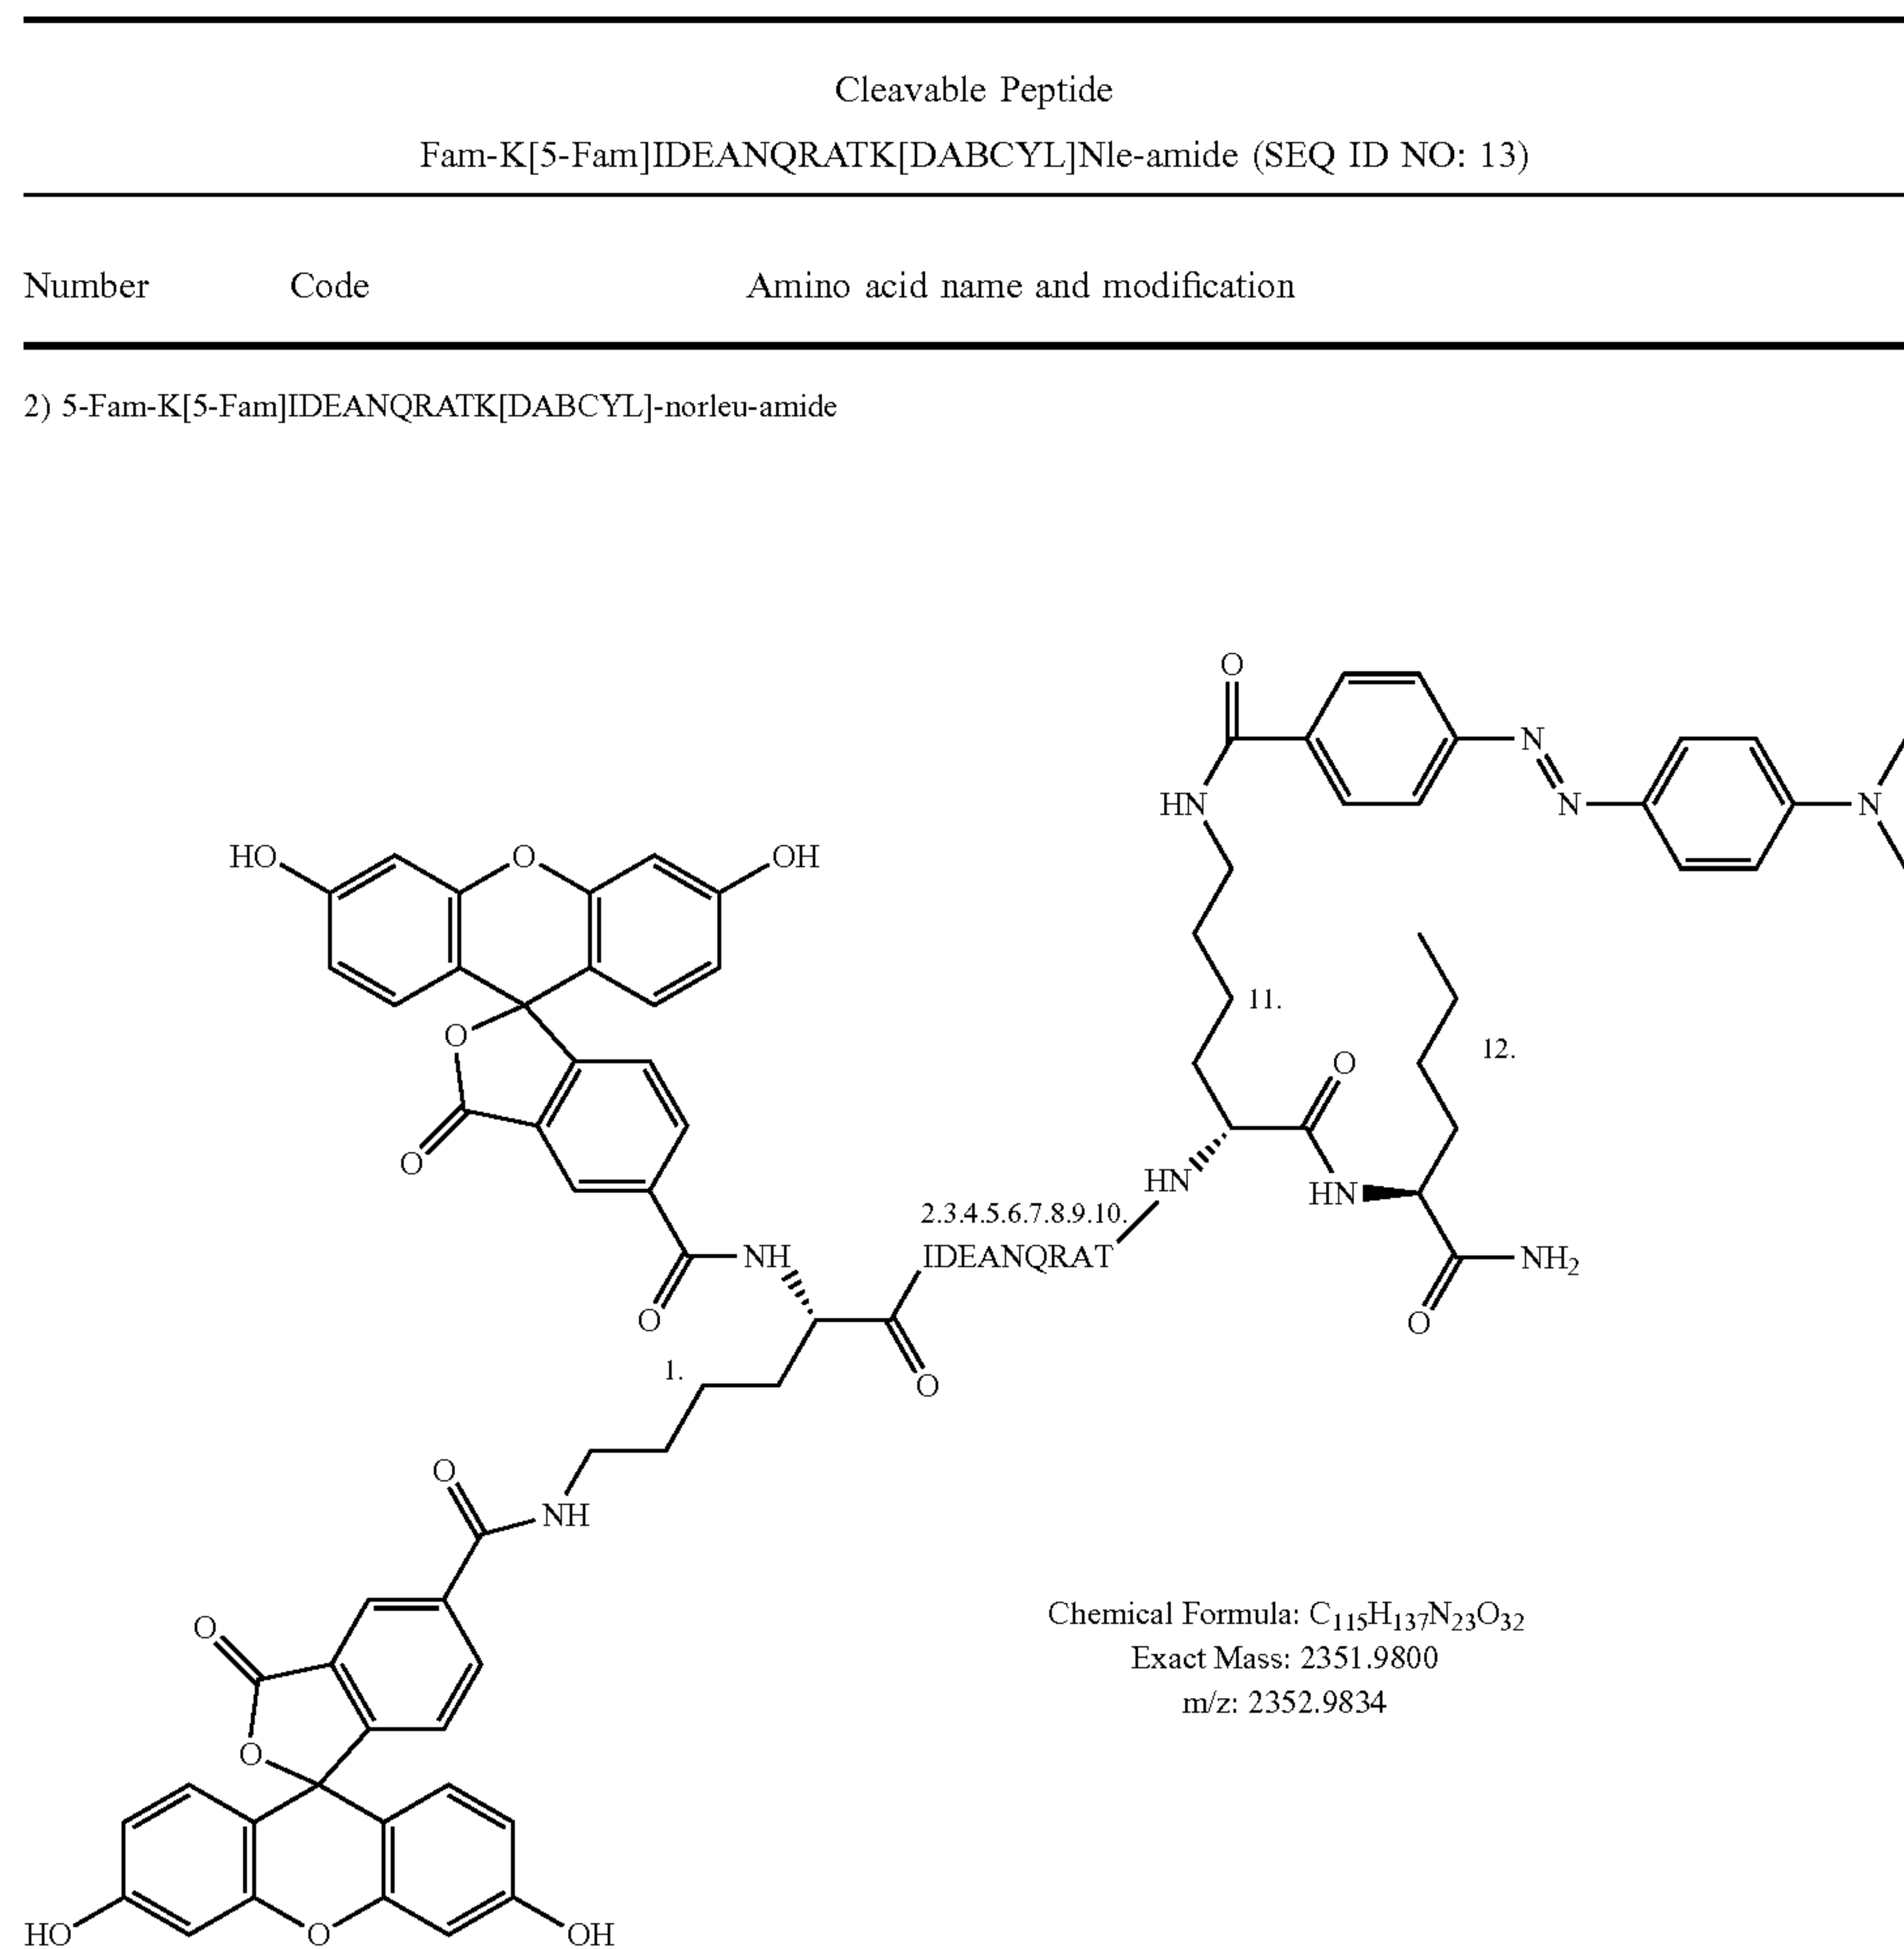 Cleavable Peptide
Fam-K[5-Fam]IDEANQRATK[DABCYL]Nle-amide (SEQ ID NO: 13)
Number Code Amino acid name and modification
2) 5-Fam-K[5-Fam]IDEANQRATK[DABCYL]-norleu-amide
O
N
HN
N
N
HO
O
OH
11.
O
12.
O
O
O
HN
HN
2.3.4.5.6.7.8.9.10.
NH
IDEANQRAT
NH₂
O
O
1.
O
O
NH
Chemical Formula: C₁₁₅H₁₃₇N₂₃O₃₂
O
Exact Mass: 2351.9800
m/z: 2352.9834
O
HO
O
OH